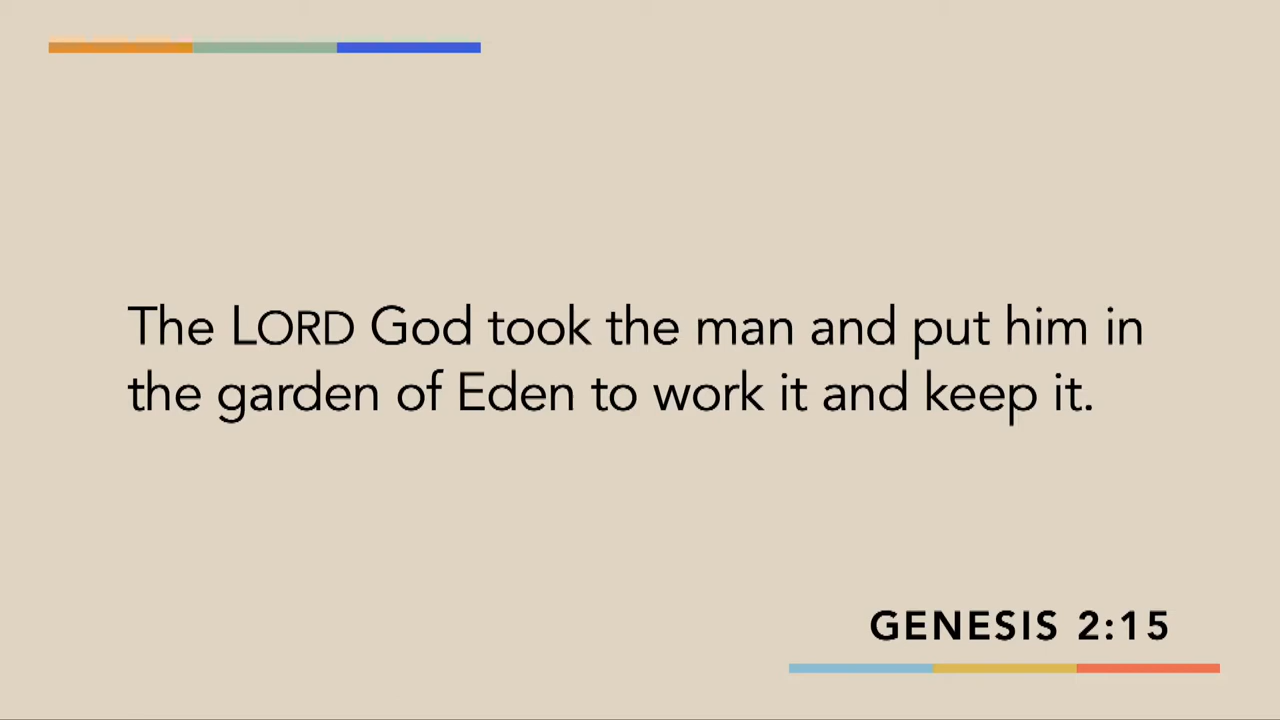 The LORD God took the man and put him in
the garden of Eden to work it and keep it.
GENESIS 2:15